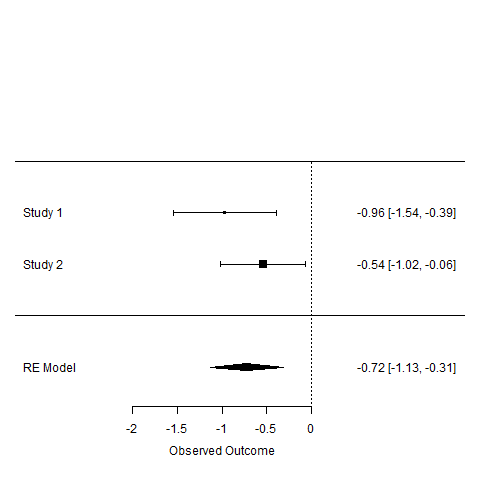 Study 1 -0.96 [-1.54, -0.39]
Study 2 -0.54 [-1.02, -0.06]
RE Model -0.72 [-1.13, -0.31]
-2 -1.5 -1 -0.5 0
Observed Outcome